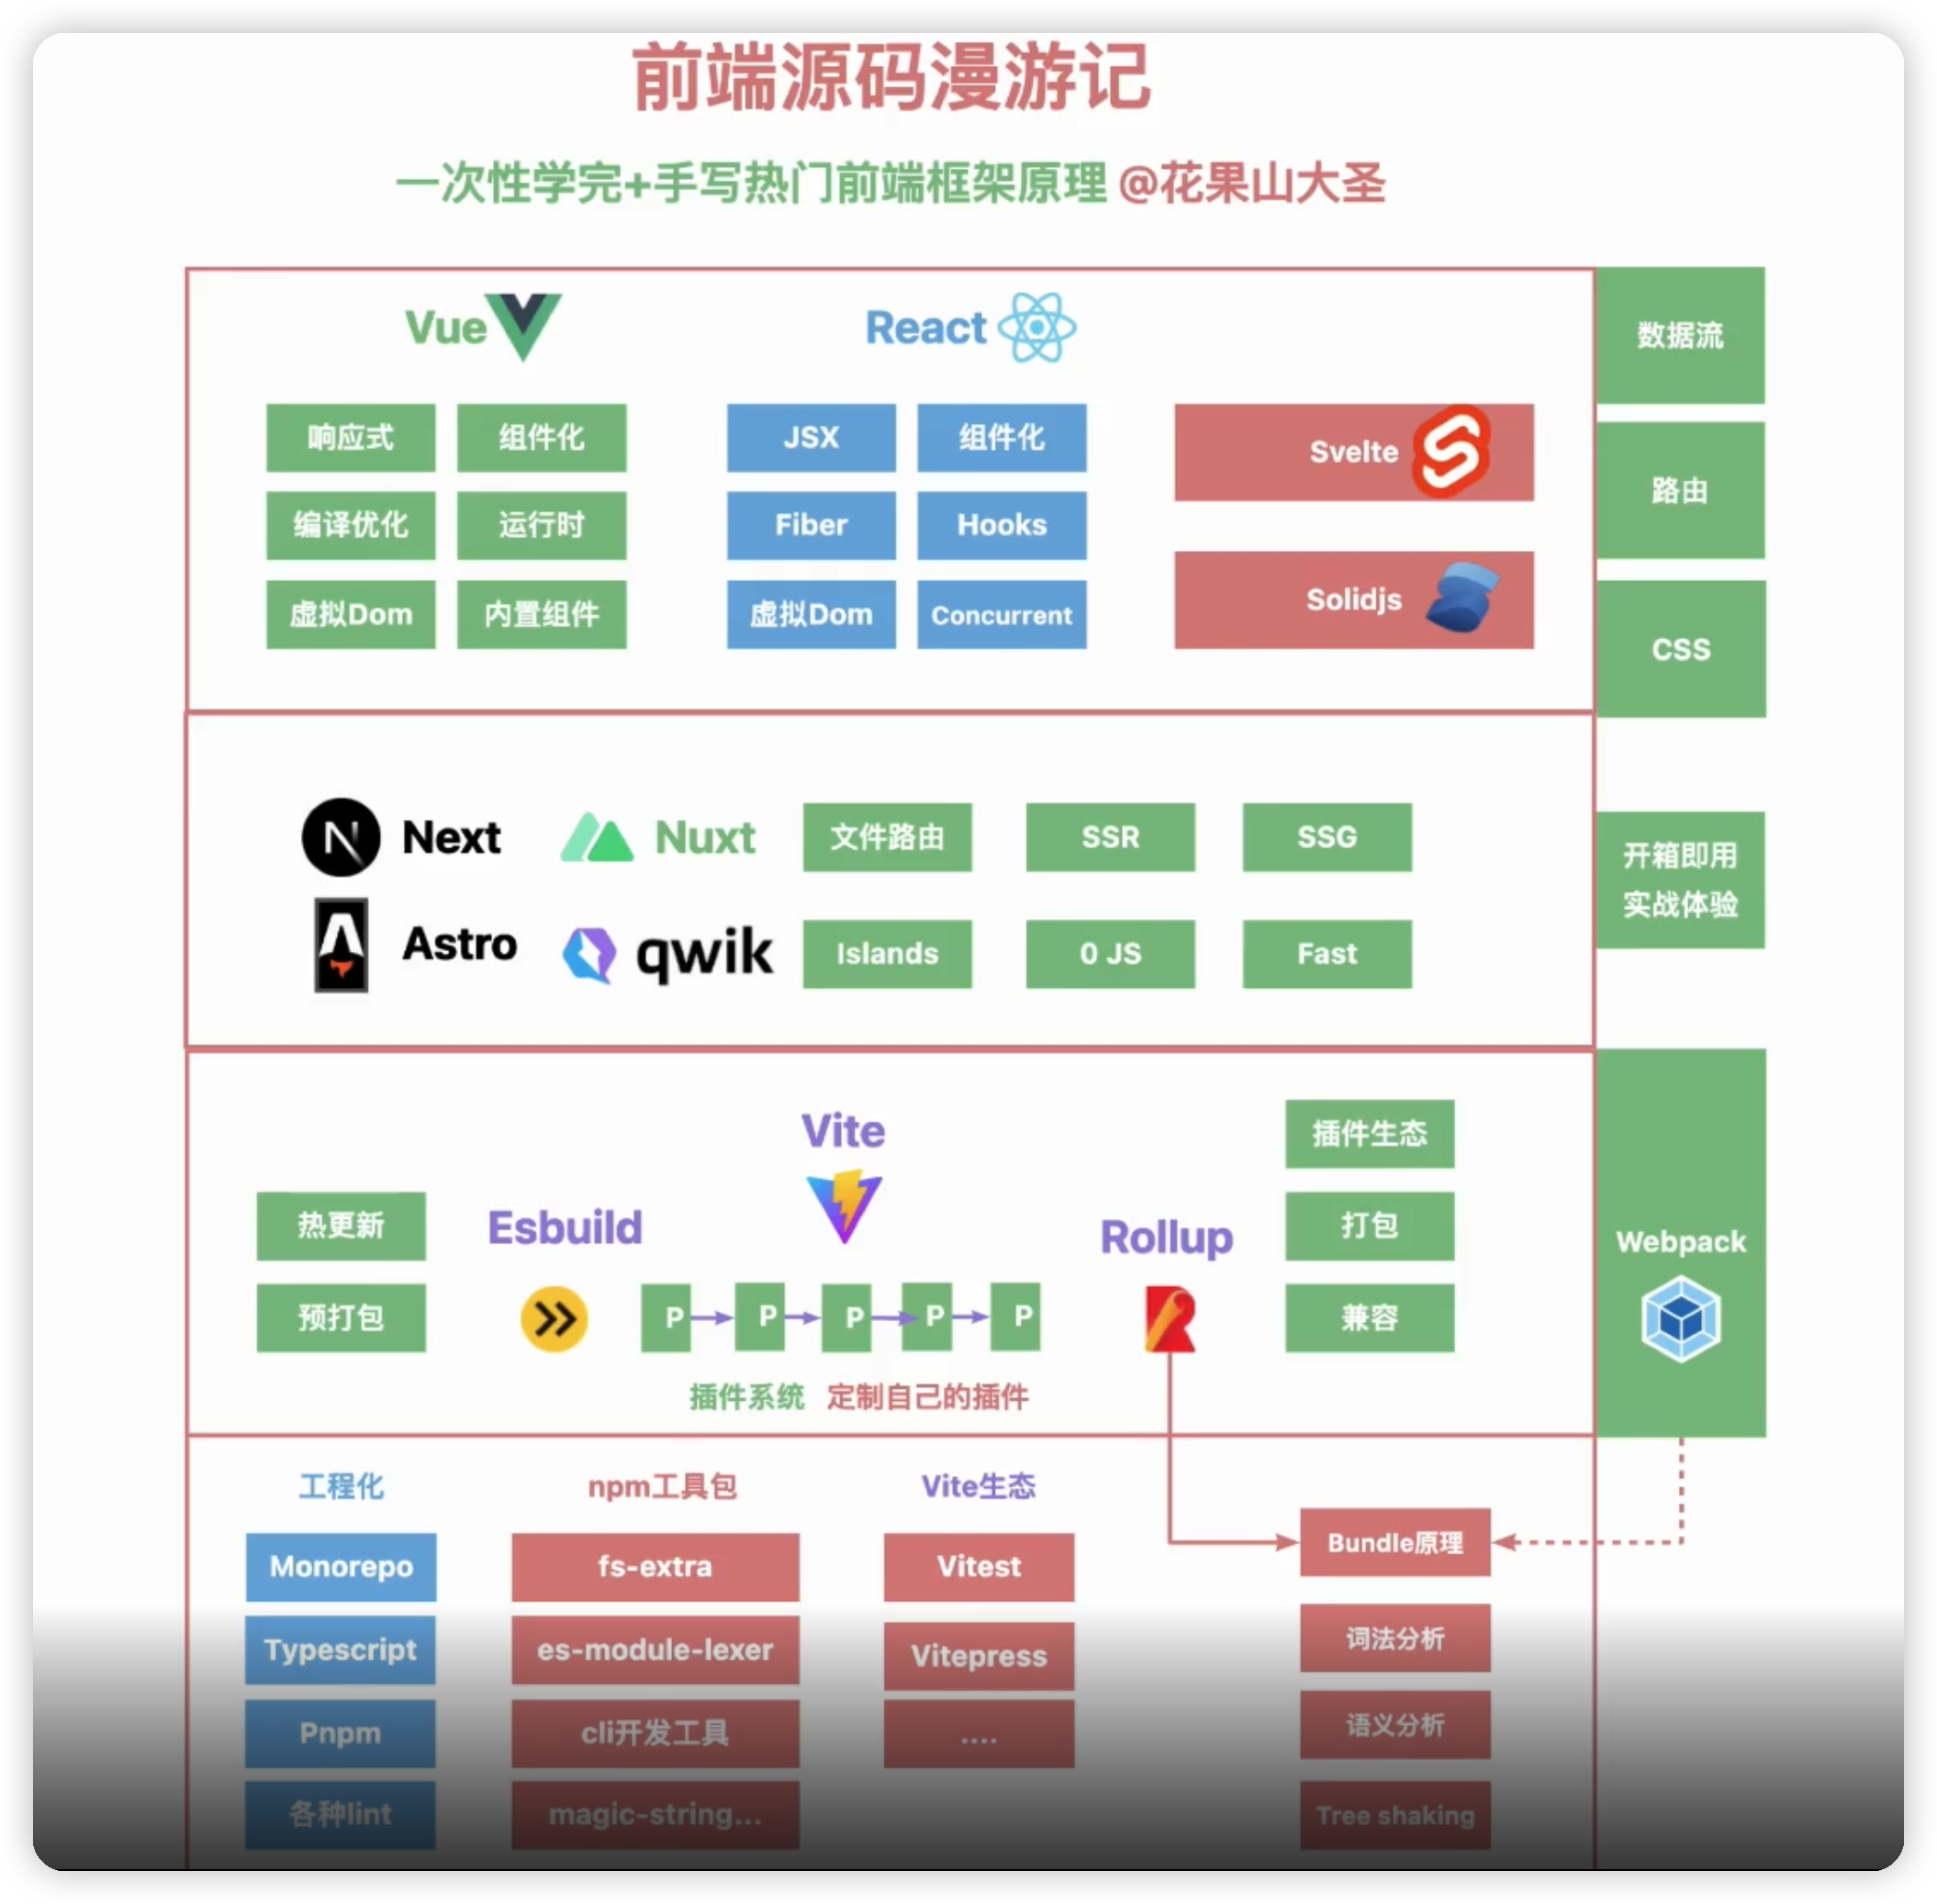 前端源码漫游记
一次性学完+手写热门前端框架原理 @花果山大圣
Vue
React
响应式
组件化
编译优化
运行时
虚拟Dom
内置组件
JSX
组件化
Fiber
Hooks
虚拟Dom
Concurrent
Svelte
Solidjs
数据流
路由
CSS
Next
Nuxt
文件路由
SSR
SSG
Astro
qwik
Islands
0 JS
Fast
开箱即用
实战体验
热更新
预打包
Esbuild
Vite
P
P
P
P
P
插件系统 定制自己的插件
Rollup
插件生态
打包
兼容
Webpack
工程化
Monorepo
Typescript
Pnpm
各种lint
npm工具包
fs-extra
es-module-lexer
cli开发工具
magic-string...
Vite生态
Vitest
Vitepress
....
Bundle原理
词法分析
语义分析
Tree shaking